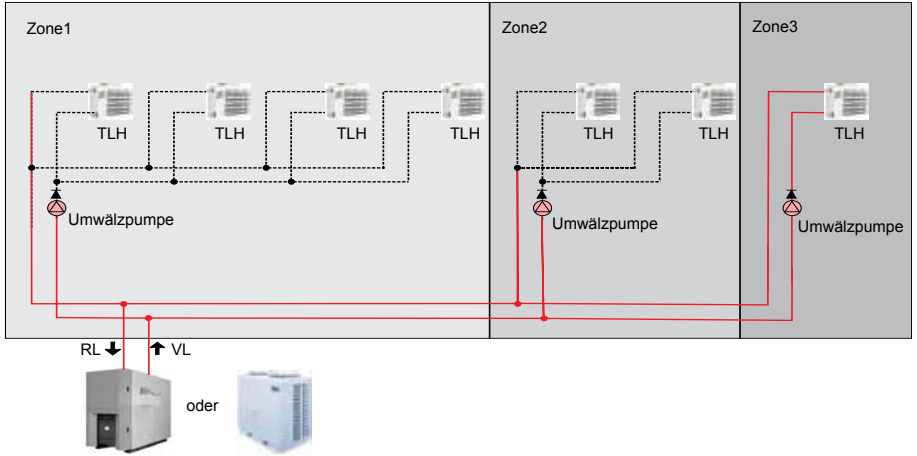 Zone1
Zone2
Zone3
TLH
TLH
TLH
TLH
TLH
TLH
TLH
Umwälzpumpe
Umwälzpumpe
Umwälzpumpe
RL
VL
oder